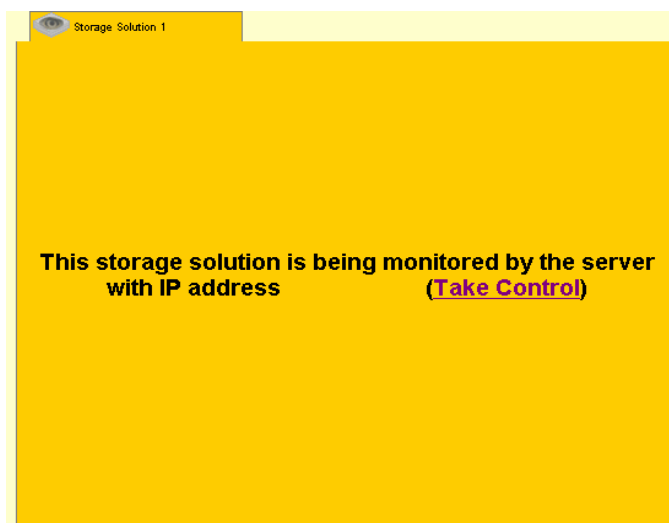 Storage Solution 1
This storage solution is being monitored by the server
with IP address (Take Control)